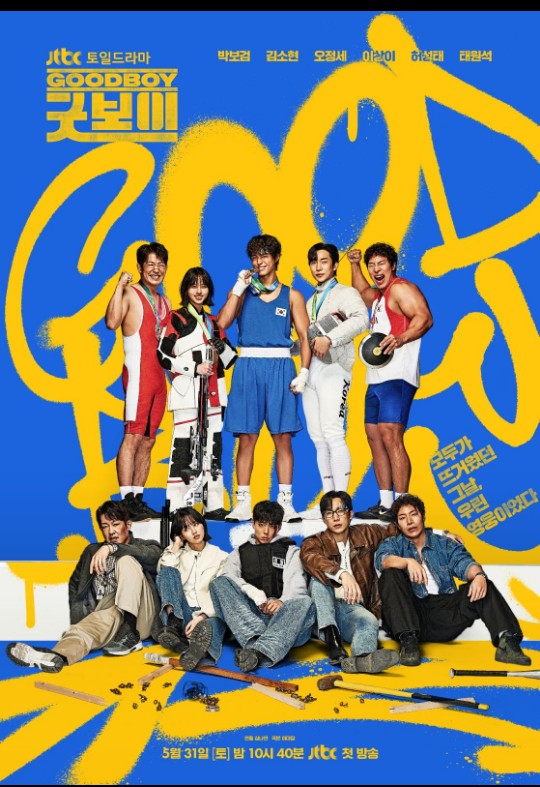 jtbc 토일드라마
박보검 김소현 오정세 이상이 허성태 태원석
GOODBOY
굿보이
GOOD
BOY
Korea
모두가
뜨거웠던
그날,
우린
영웅이었다
5월 31일 [토] 밤 10시 40분 jtbc 첫 방송